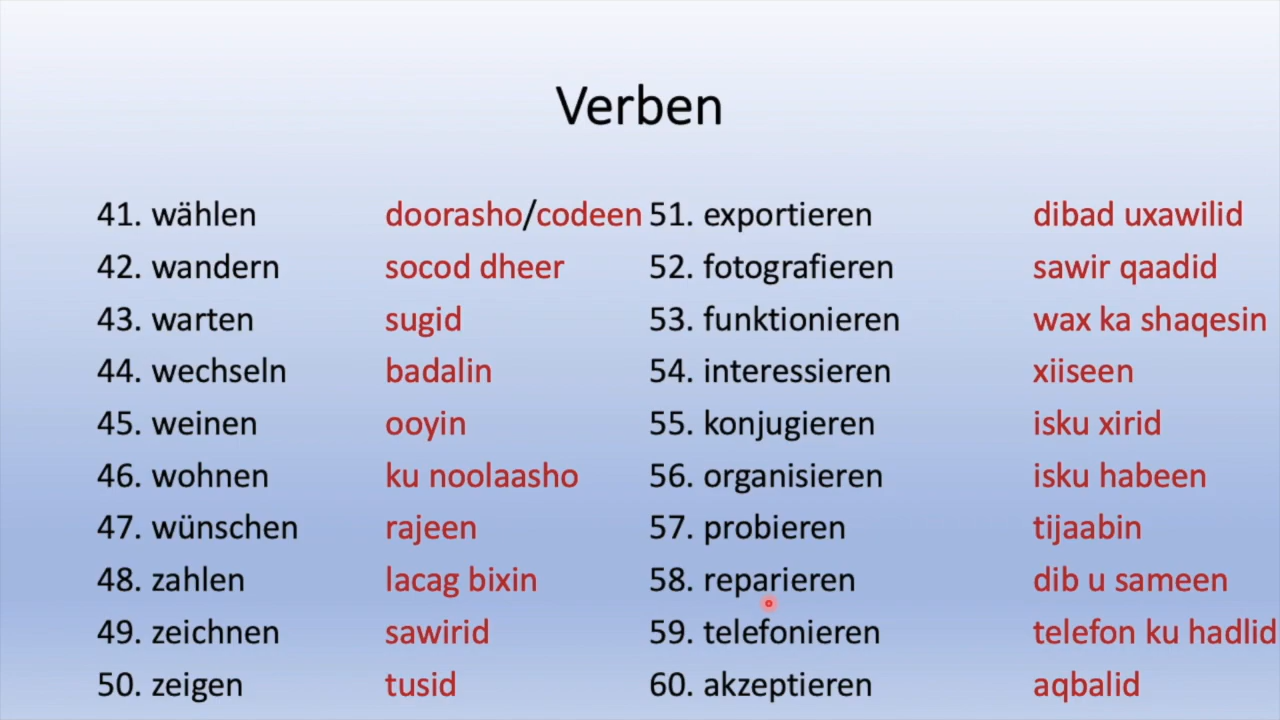 Verben
41. wählen doorasho/codeen
42. wandern socod dheer
43. warten sugid
44. wechseln badalin
45. weinen ooyin
46. wohnen ku noolaasho
47. wünschen rajeen
48. zahlen lacag bixin
49. zeichnen sawirid
50. zeigen tusid
51. exportieren dibad uxawilid
52. fotografieren sawir qaadid
53. funktionieren wax ka shaqesin
54. interessieren xiiseen
55. konjugieren isku xirid
56. organisieren isku habeen
57. probieren tijaabin
58. reparieren dib u sameen
59. telefonieren telefon ku hadlid
60. akzeptieren aqbalid